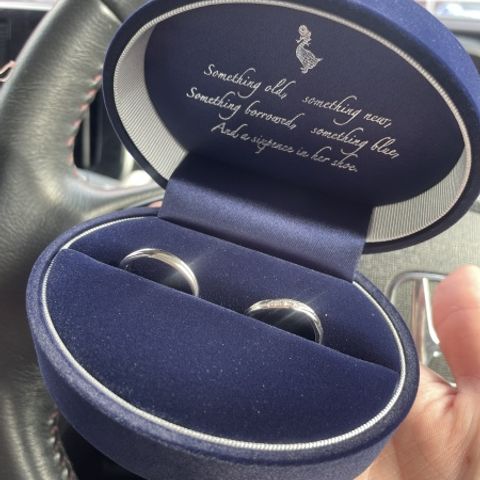 Something old, something new,
Something borrowed, something blue,
And a sixpence in her shoe.